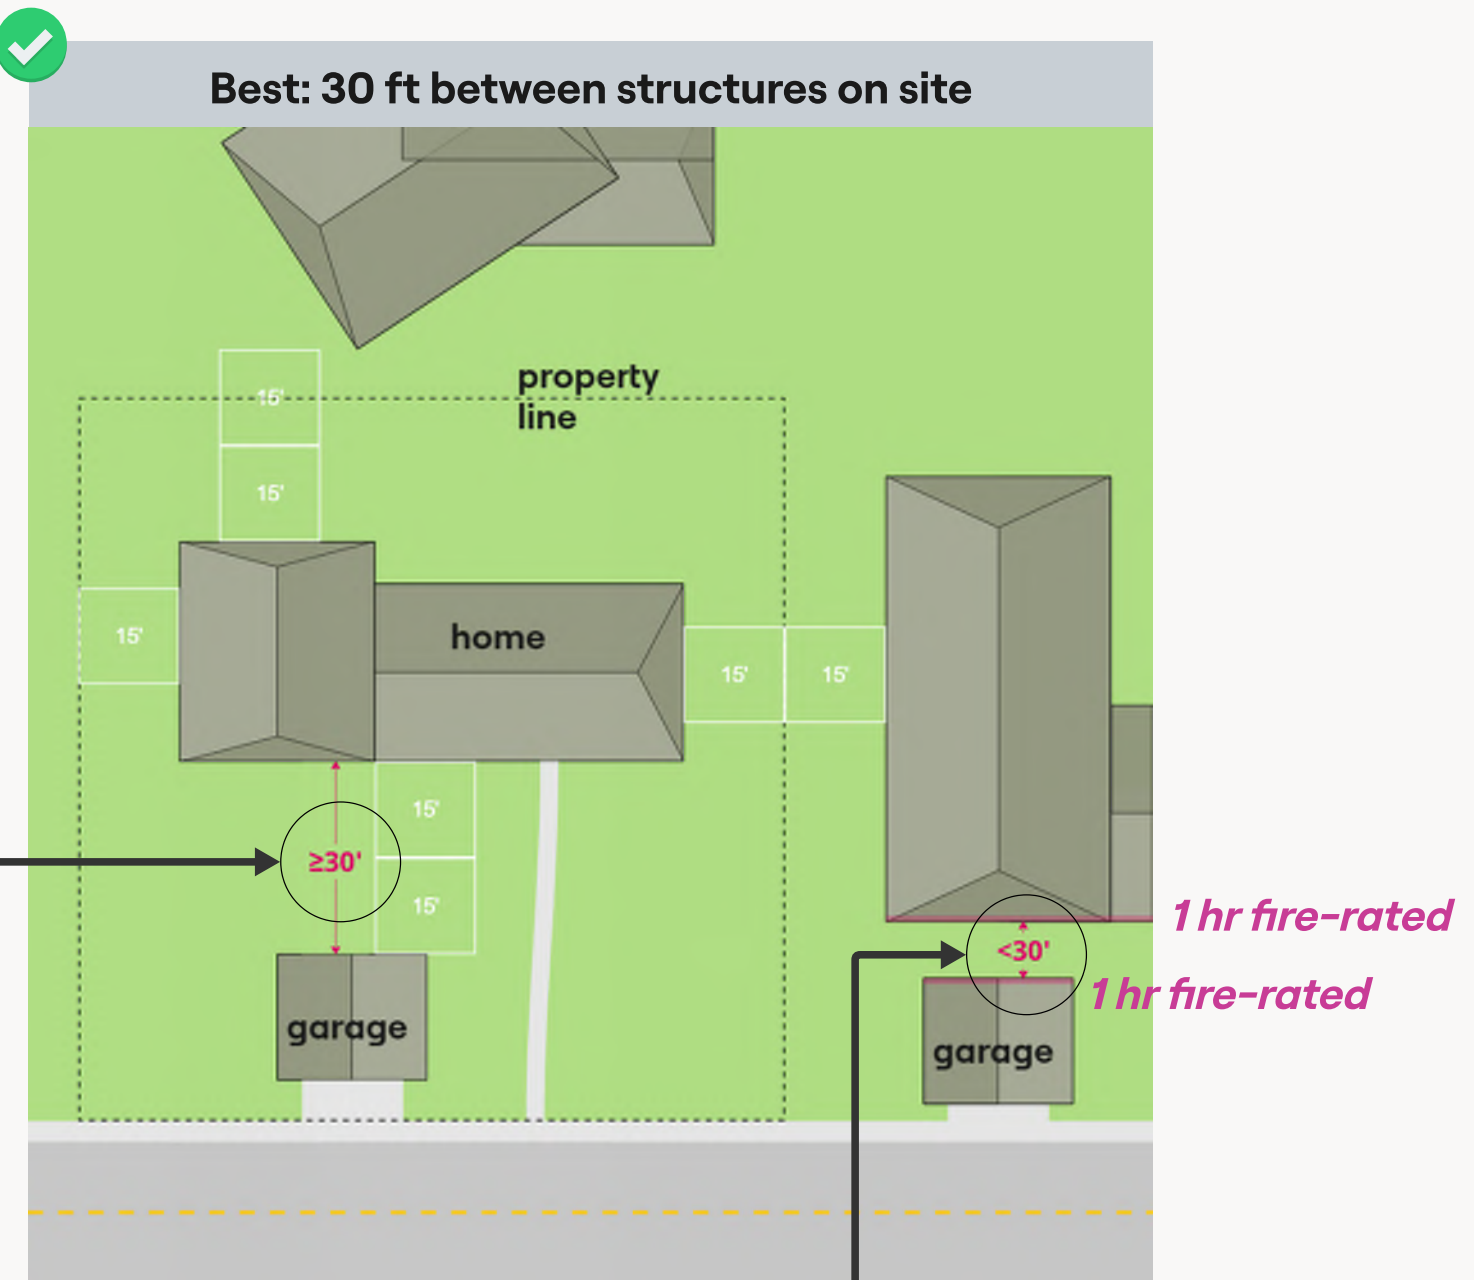 Best: 30 ft between structures on site
property
line
15'
15'
15'
home
15'
15'
15'
≥30'
15'
1 hr fire-rated
<30'
1 hr fire-rated
garage
garage